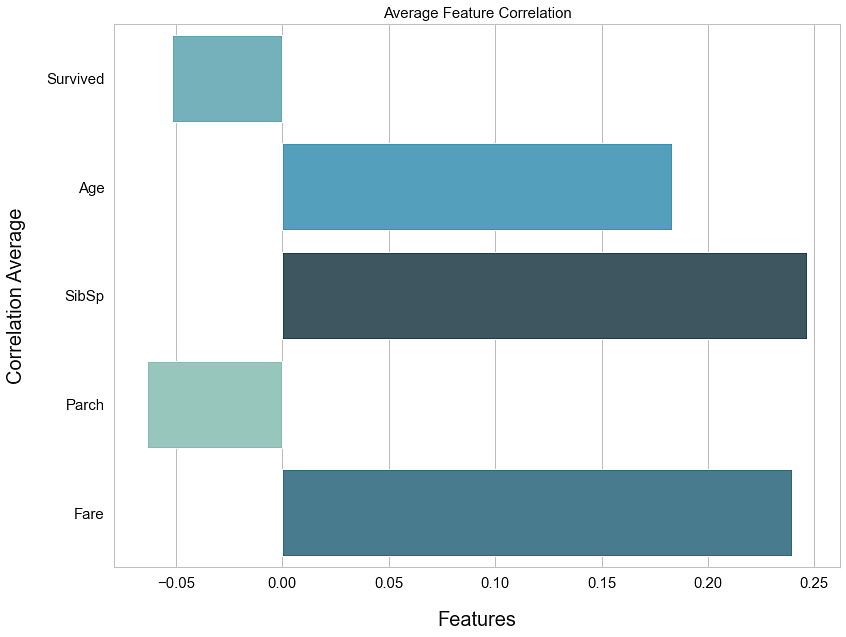 Average Feature Correlation
Survived
Age
SibSp
Parch
Fare
Correlation Average
−0.05
0.00
0.05
0.10
0.15
0.20
0.25
Features